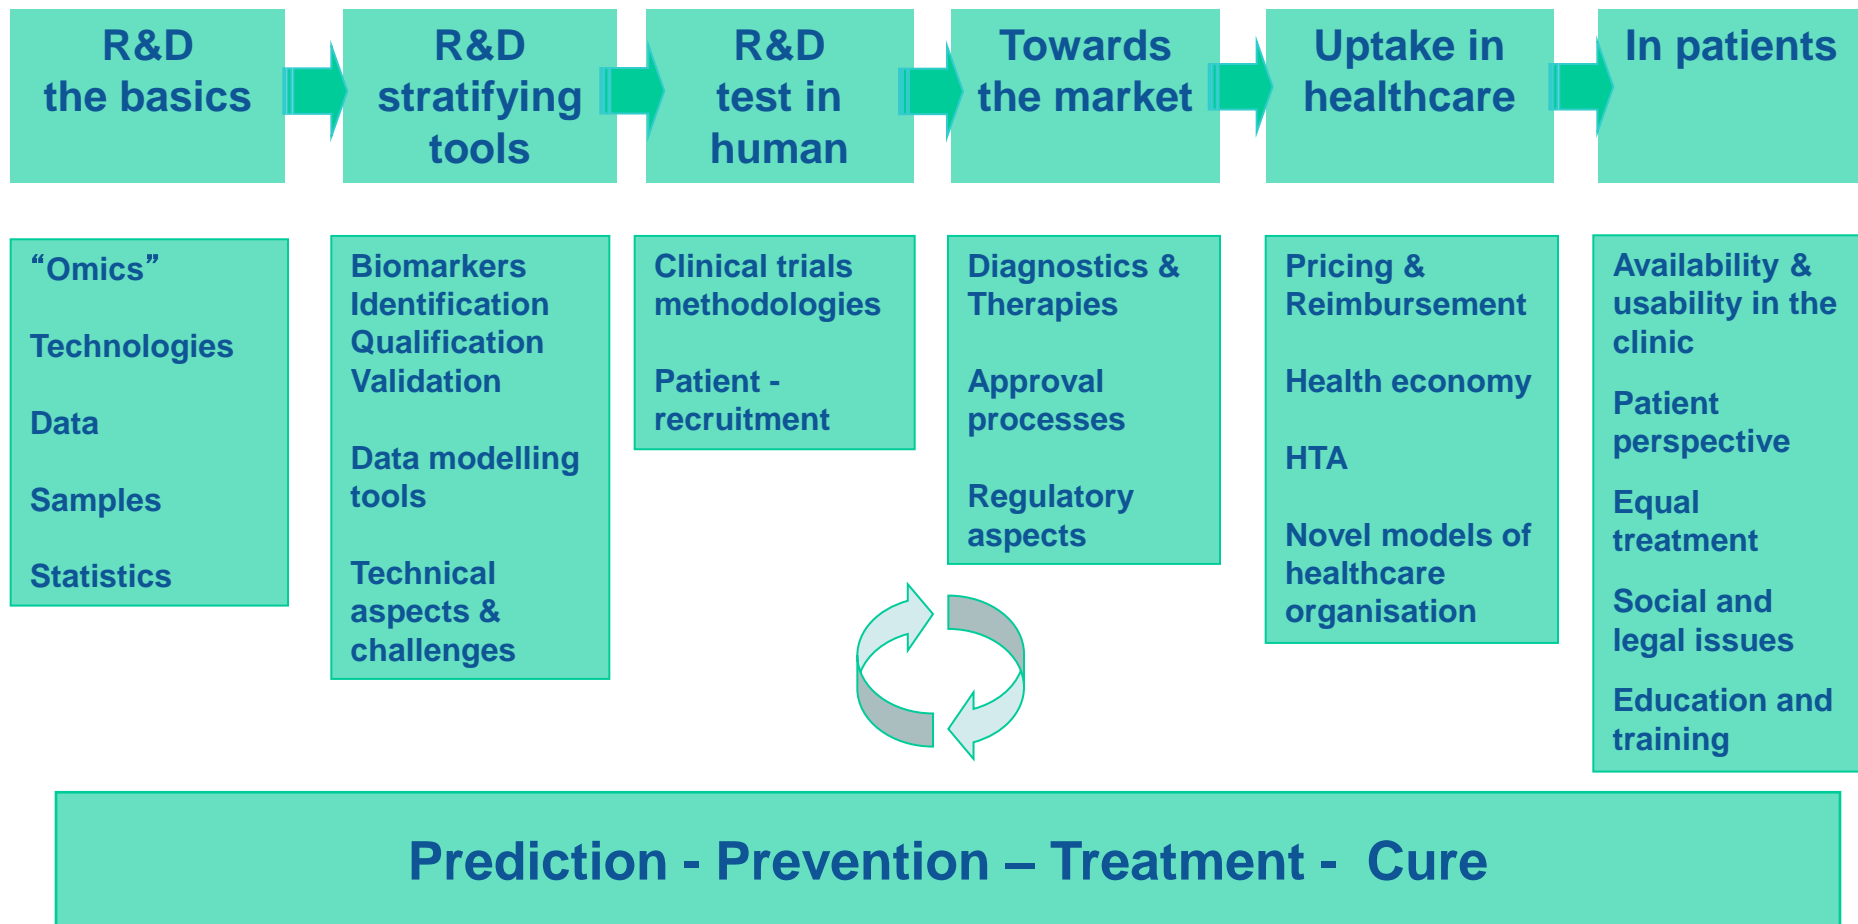 R&D
the basics
R&D
stratifying
tools
R&D
test in
human
Towards
the market
Uptake in
healthcare
In patients
“Omics”
Technologies
Data
Samples
Statistics
Biomarkers
Identification
Qualification
Validation
Data modelling
tools
Technical
aspects &
challenges
Clinical trials
methodologies
Patient -
recruitment
Diagnostics &
Therapies
Approval
processes
Regulatory
aspects
Pricing &
Reimbursement
Health economy
HTA
Novel models of
healthcare
organisation
Availability &
usability in the
clinic
Patient
perspective
Equal
treatment
Social and
legal issues
Education and
training
Prediction - Prevention – Treatment - Cure